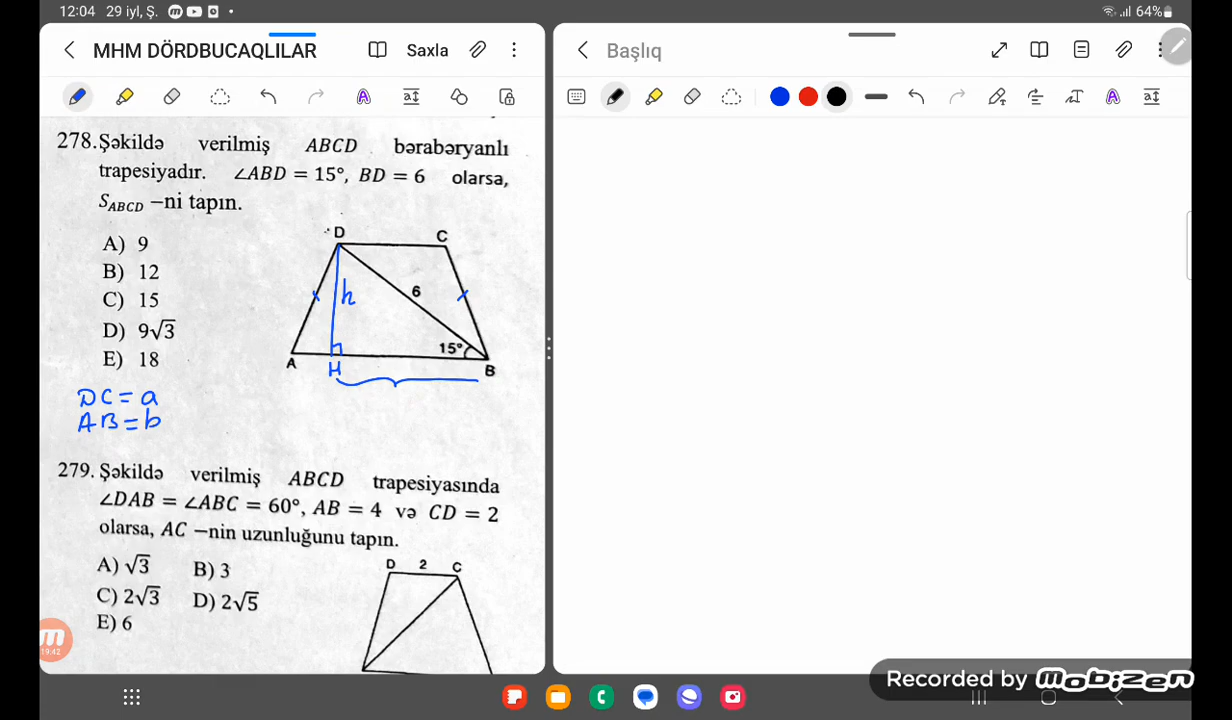 12:04 29 iyl, Ş. 64%
MHM DÖRDBUCAQLILAR Saxla
Başlıq
278. Şəkildə verilmiş ABCD bərabəryanlı
trapesiyadır. ∠ABD = 15°, BD = 6 olarsa,
S_ABCD –ni tapın.
A) 9
B) 12
C) 15
D) 9√3
E) 18
D C
h 6
15°
A H B
DC = a
AB = b
279. Şəkildə verilmiş ABCD trapesiyasında
∠DAB = ∠ABC = 60°, AB = 4 və CD = 2
olarsa, AC –nin uzunluğunu tapın.
A) √3 B) 3
C) 2√3 D) 2√5
E) 6
D 2 C
19:42
Recorded by mobizen